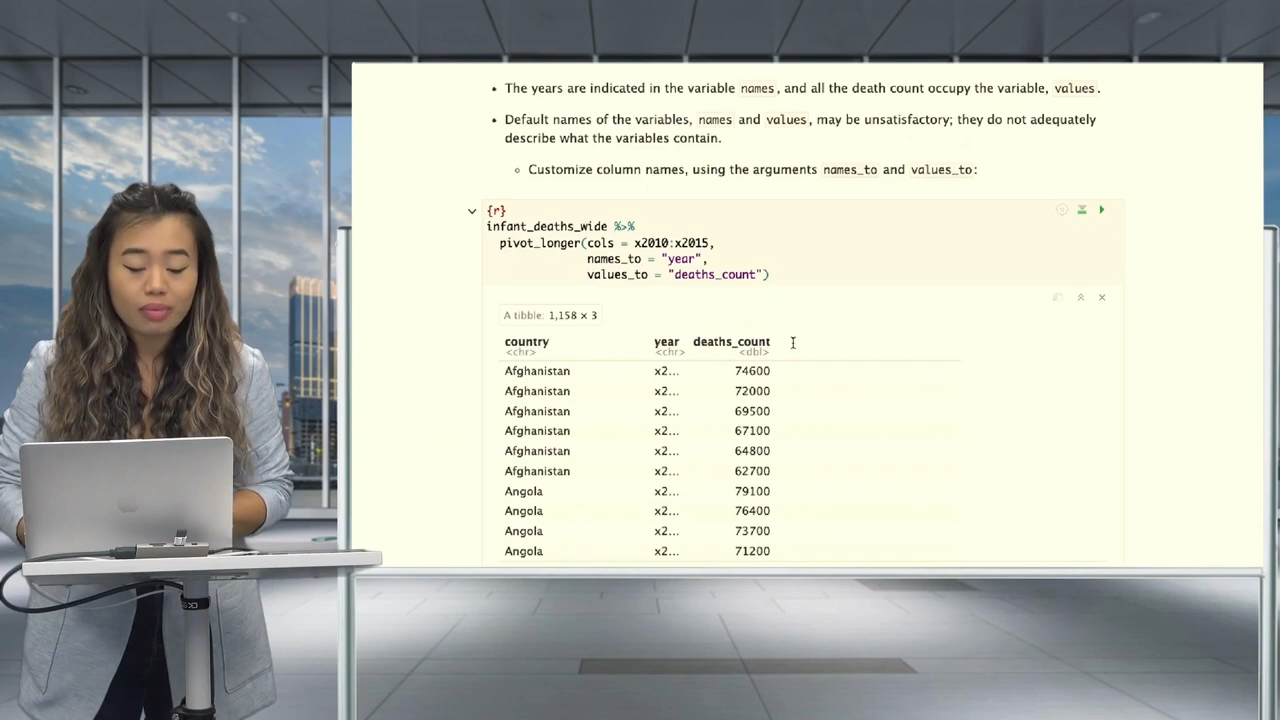 • The years are indicated in the variable names, and all the death count occupy the variable, values.
• Default names of the variables, names and values, may be unsatisfactory; they do not adequately
describe what the variables contain.
◦ Customize column names, using the arguments names_to and values_to:
{r}
infant_deaths_wide %>%
pivot_longer(cols = x2010:x2015,
names_to = "year",
values_to = "deaths_count")
A tibble: 1,158 × 3
country year deaths_count
<chr> <chr> <dbl>
Afghanistan x2... 74600
Afghanistan x2... 72000
Afghanistan x2... 69500
Afghanistan x2... 67100
Afghanistan x2... 64800
Afghanistan x2... 62700
Angola x2... 79100
Angola x2... 76400
Angola x2... 73700
Angola x2... 71200